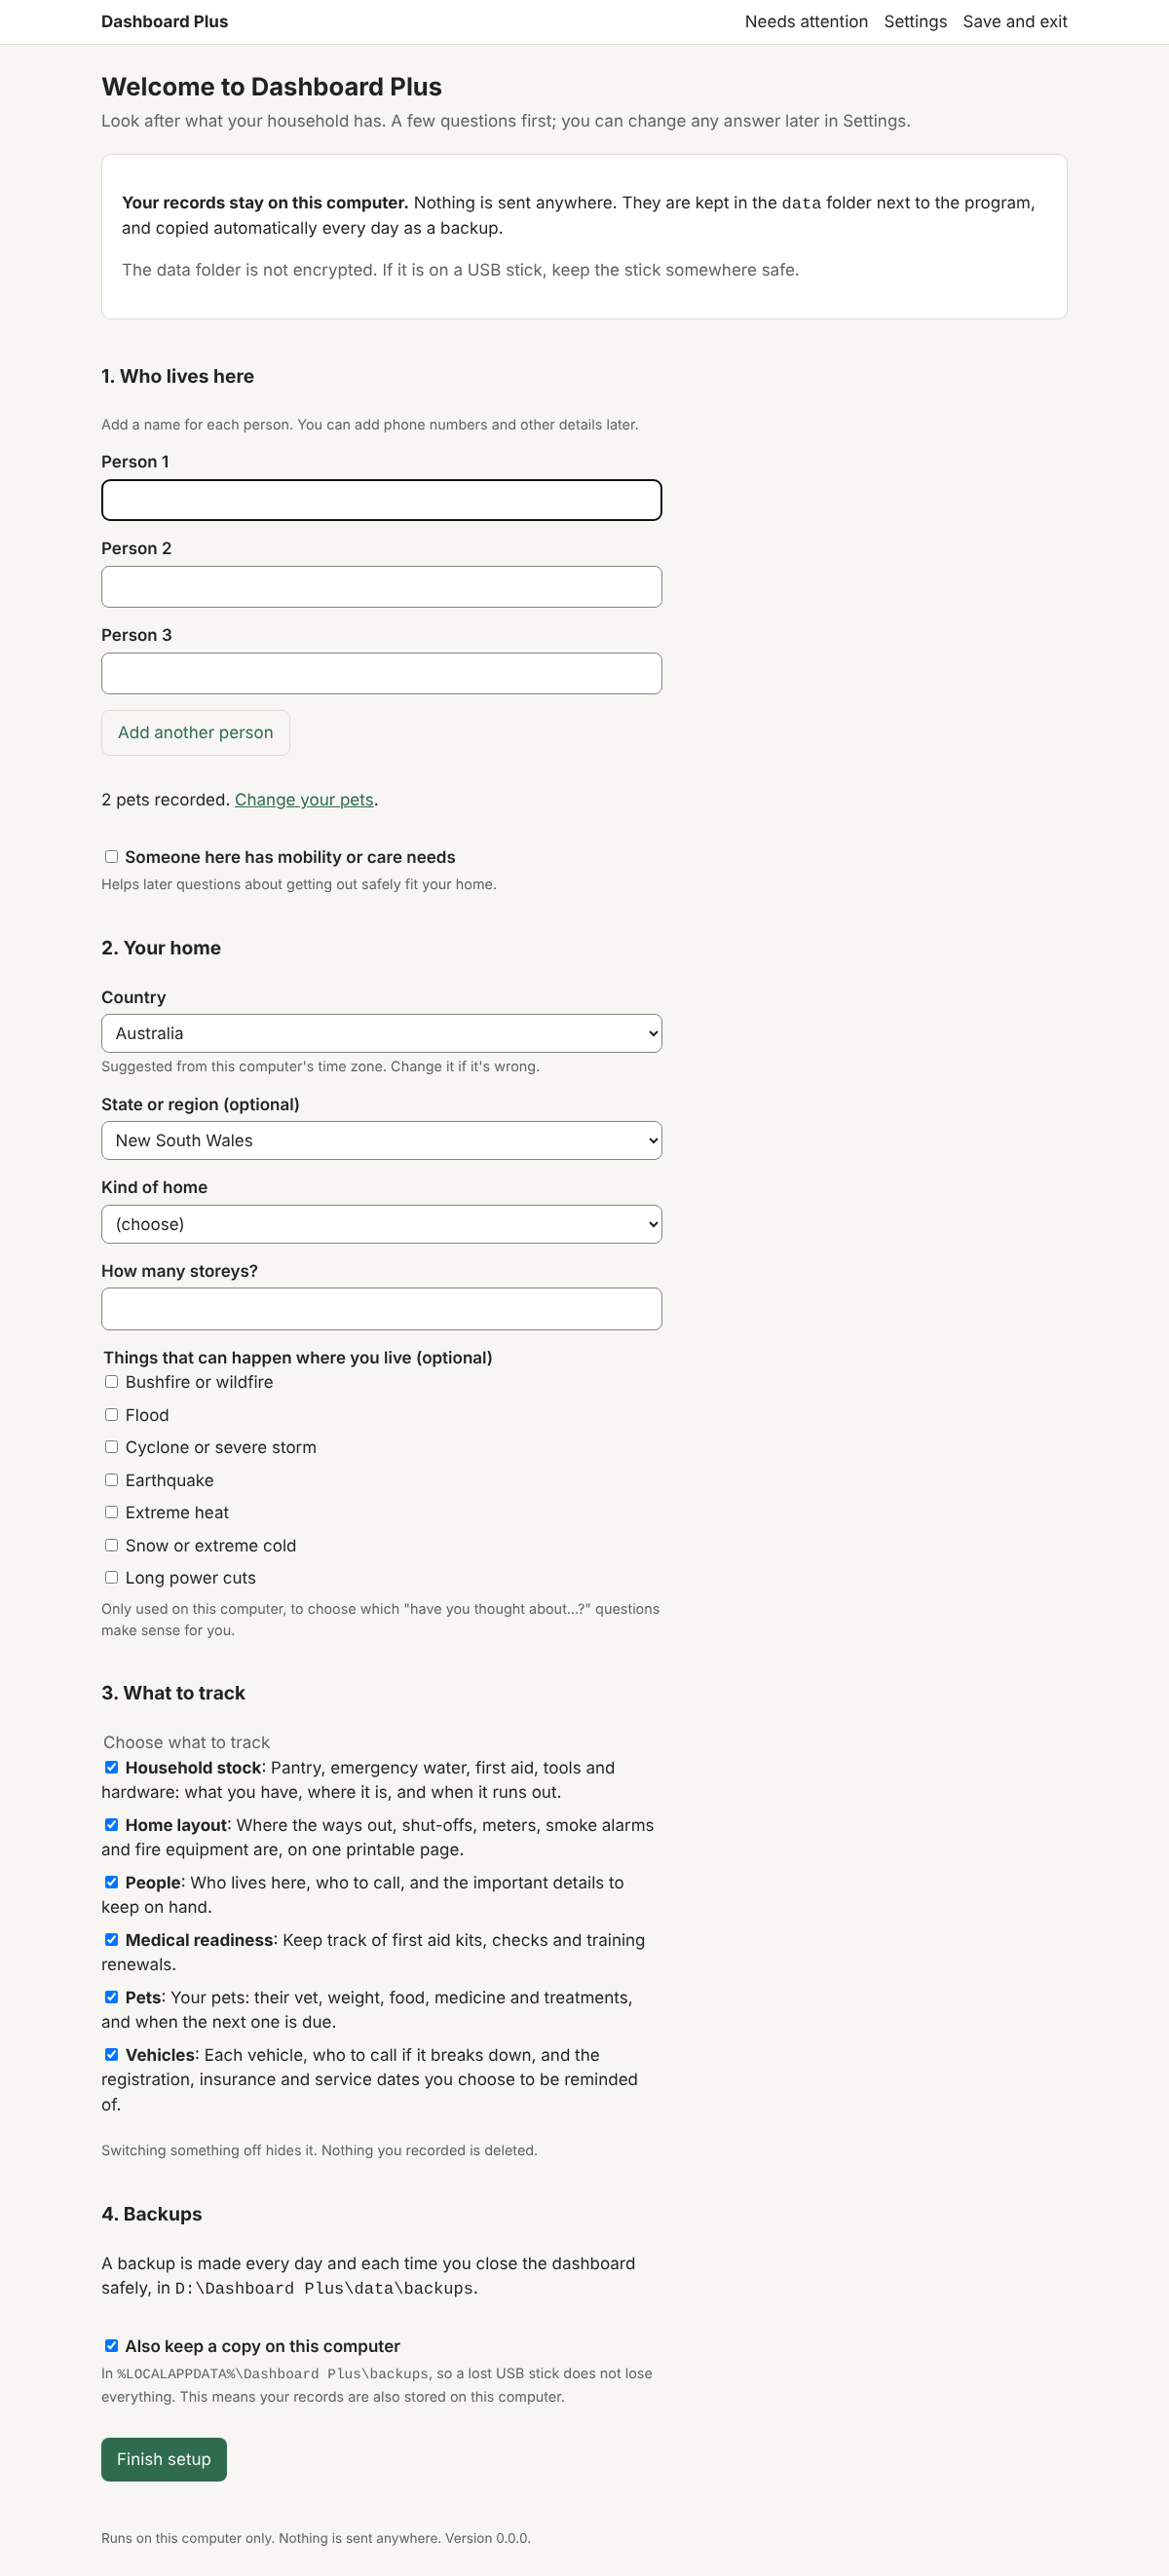 Dashboard Plus
Needs attention Settings Save and exit
Welcome to Dashboard Plus
Look after what your household has. A few questions first; you can change any answer later in Settings.
Your records stay on this computer. Nothing is sent anywhere. They are kept in the data folder next to the program,
and copied automatically every day as a backup.
The data folder is not encrypted. If it is on a USB stick, keep the stick somewhere safe.
1. Who lives here
Add a name for each person. You can add phone numbers and other details later.
Person 1
Person 2
Person 3
Add another person
2 pets recorded. Change your pets.
Someone here has mobility or care needs
Helps later questions about getting out safely fit your home.
2. Your home
Country
Australia
Suggested from this computer's time zone. Change it if it's wrong.
State or region (optional)
New South Wales
Kind of home
(choose)
How many storeys?
Things that can happen where you live (optional)
Bushfire or wildfire
Flood
Cyclone or severe storm
Earthquake
Extreme heat
Snow or extreme cold
Long power cuts
Only used on this computer, to choose which "have you thought about...?" questions
make sense for you.
3. What to track
Choose what to track
Household stock: Pantry, emergency water, first aid, tools and
hardware: what you have, where it is, and when it runs out.
Home layout: Where the ways out, shut-offs, meters, smoke alarms
and fire equipment are, on one printable page.
People: Who lives here, who to call, and the important details to
keep on hand.
Medical readiness: Keep track of first aid kits, checks and training
renewals.
Pets: Your pets: their vet, weight, food, medicine and treatments,
and when the next one is due.
Vehicles: Each vehicle, who to call if it breaks down, and the
registration, insurance and service dates you choose to be reminded
of.
Switching something off hides it. Nothing you recorded is deleted.
4. Backups
A backup is made every day and each time you close the dashboard
safely, in D:\Dashboard Plus\data\backups.
Also keep a copy on this computer
In %LOCALAPPDATA%\Dashboard Plus\backups, so a lost USB stick does not lose
everything. This means your records are also stored on this computer.
Finish setup
Runs on this computer only. Nothing is sent anywhere. Version 0.0.0.